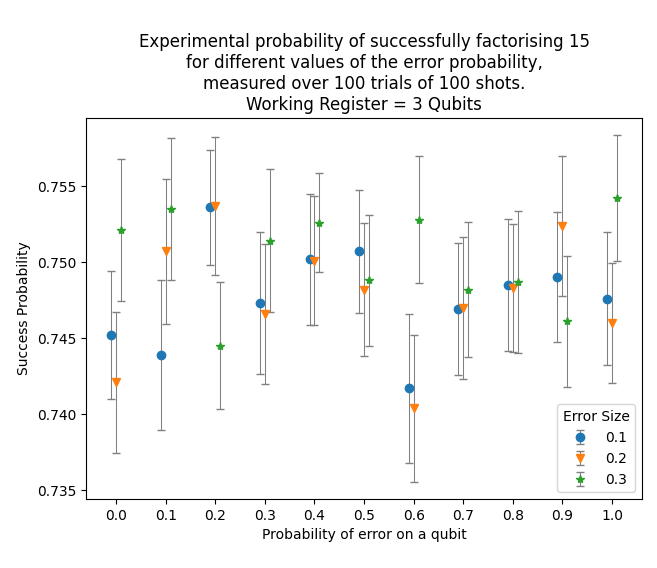 Experimental probability of successfully factorising 15
for different values of the error probability,
measured over 100 trials of 100 shots.
Working Register = 3 Qubits
Success Probability
0.755
0.750
0.745
0.740
0.735
Error Size
0.1
0.2
0.3
0.0 0.1 0.2 0.3 0.4 0.5 0.6 0.7 0.8 0.9 1.0
Probability of error on a qubit